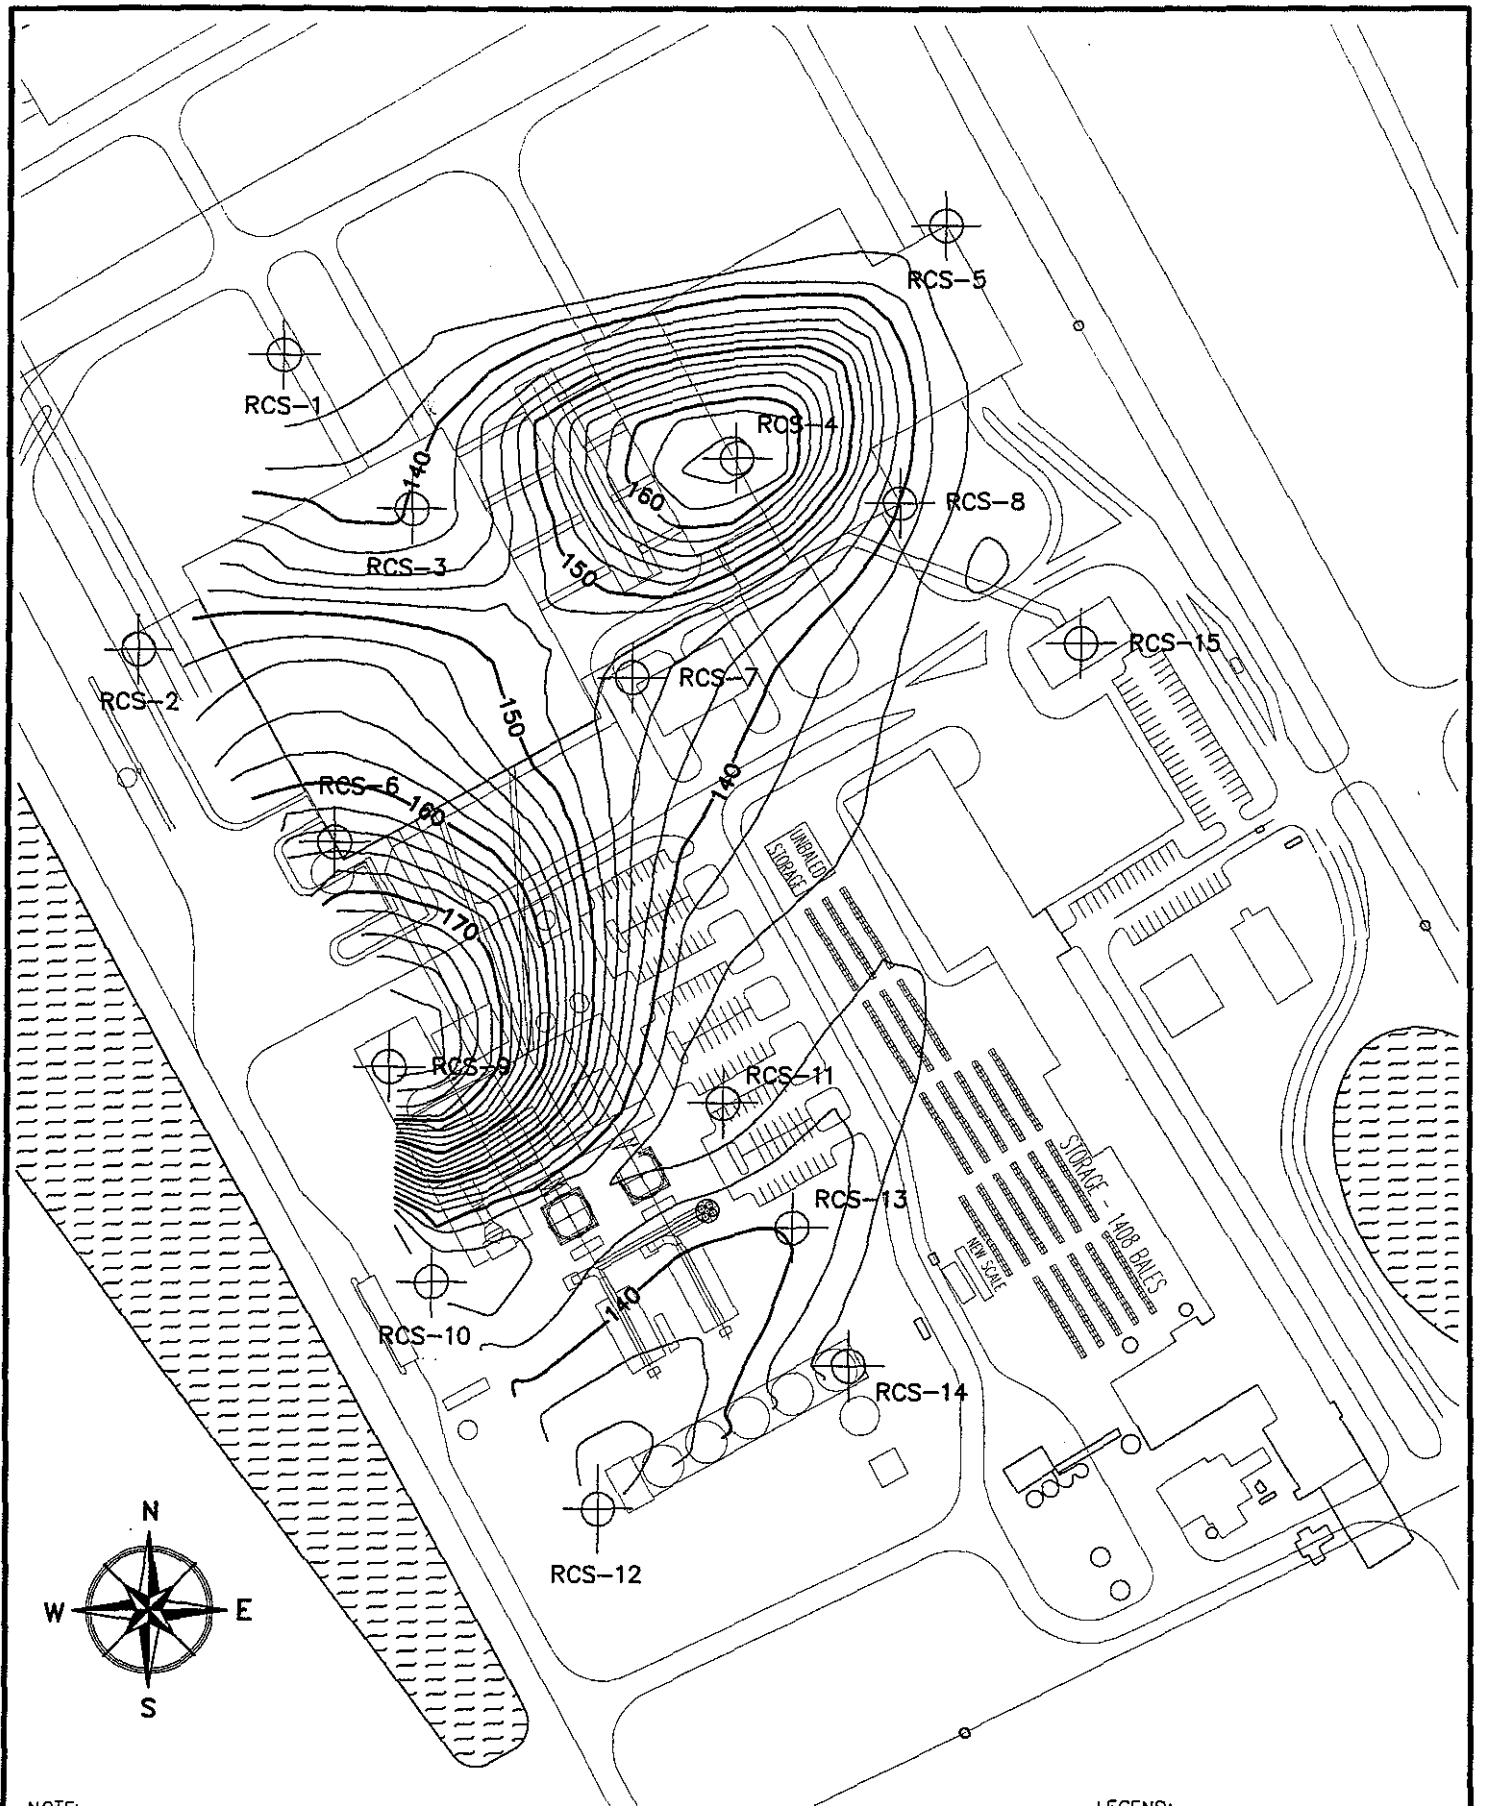 RCS-5
RCS-1
RCS-4
140
160
RCS-8
RCS-3
150
RCS-15
RCS-7
RCS-2
150
RCS-6
140
160
UNBALED
STORAGE
170
RCS-9
RCS-11
STORAGE - 1408 BALES
RCS-13
NEW SCALE
140
RCS-10
RCS-14
N
RCS-12
W
E
S
NOTE:
LEGEND: